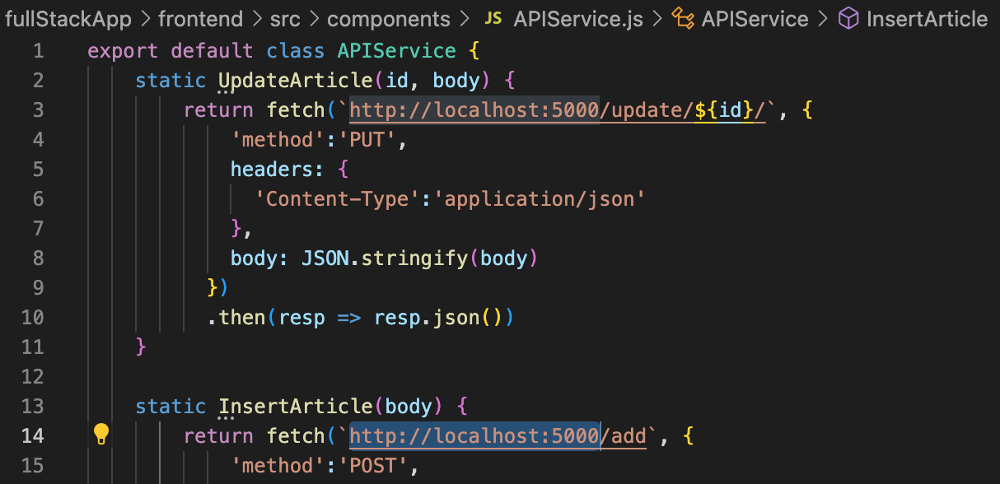 fullStackApp > frontend > src > components > JS APIService.js > APIService > InsertArticle
1 export default class APIService {
2 static UpdateArticle(id, body) {
3 return fetch(`http://localhost:5000/update/${id}/`, {
4 'method':'PUT',
5 headers: {
6 'Content-Type':'application/json'
7 },
8 body: JSON.stringify(body)
9 })
10 .then(resp => resp.json())
11 }
12
13 static InsertArticle(body) {
14 return fetch(`http://localhost:5000/add`, {
15 'method':'POST',